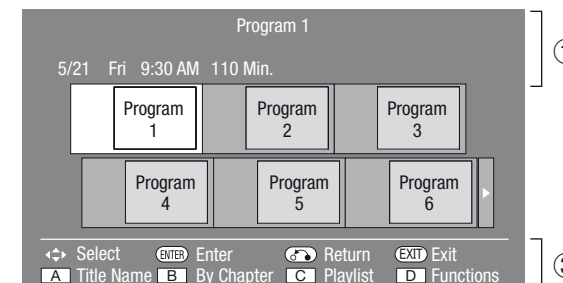 Program 1
5/21 Fri 9:30 AM 110 Min.
Program 1
Program 2
Program 3
Program 4
Program 5
Program 6
Select ENTER Enter Return EXIT Exit
A Title Name B By Chapter C Playlist D Functions